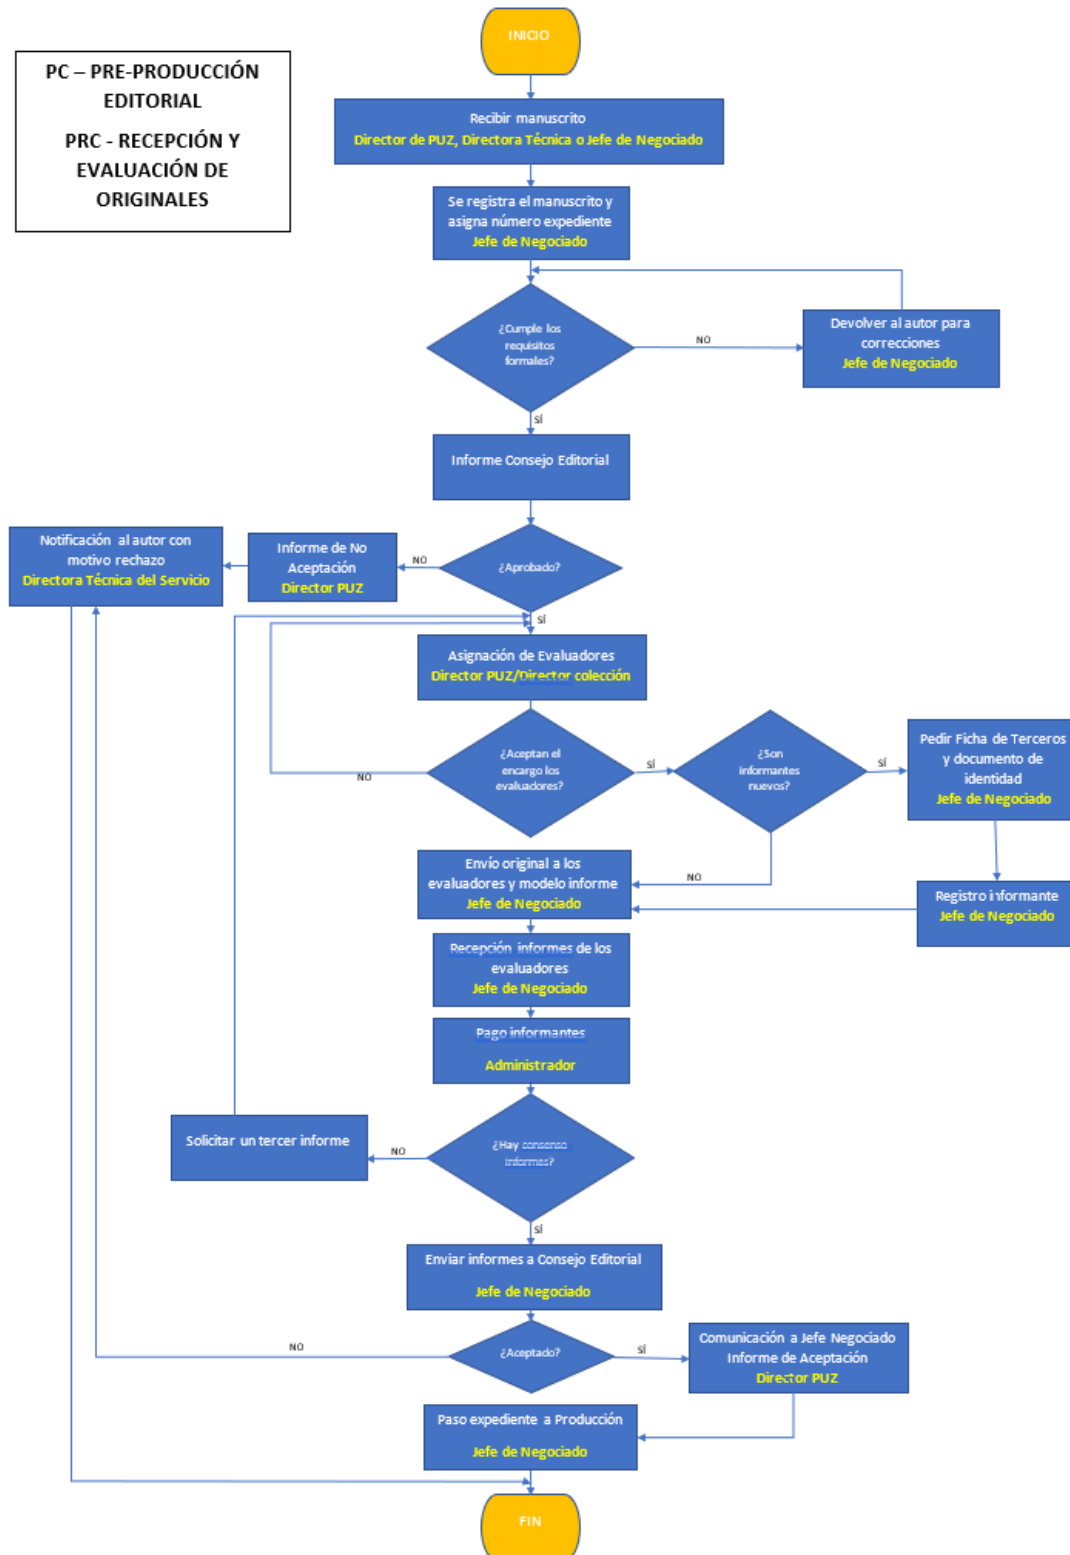 INICIO
PC – PRE-PRODUCCIÓN
EDITORIAL
PRC - RECEPCIÓN Y
EVALUACIÓN DE
ORIGINALES
Recibir manuscrito
Director de PUZ, Directora Técnica o Jefe de Negociado
Se registra el manuscrito y
asigna número expediente
Jefe de Negociado
¿Cumple los
requisitos
formales?
NO
Devolver al autor para
correcciones
Jefe de Negociado
SÍ
Informe Consejo Editorial
¿Aprobado?
NO
Informe de No
Aceptación
Director PUZ
Notificación al autor con
motivo rechazo
Directora Técnica del Servicio
SÍ
Asignación de Evaluadores
Director PUZ/Director colección
¿Aceptan el
encargo los
evaluadores?
NO
SÍ
¿Son
informantes
nuevos?
SÍ
Pedir Ficha de Terceros
y documento de
identidad
Jefe de Negociado
NO
Envío original a los
evaluadores y modelo informe
Jefe de Negociado
Registro informante
Jefe de Negociado
Recepción informes de los
evaluadores
Jefe de Negociado
Pago informantes
Administrador
¿Hay consenso
informes?
NO
Solicitar un tercer informe
SÍ
Enviar informes a Consejo Editorial
Jefe de Negociado
¿Aceptado?
NO
SÍ
Comunicación a Jefe Negociado
Informe de Aceptación
Director PUZ
Paso expediente a Producción
Jefe de Negociado
FIN